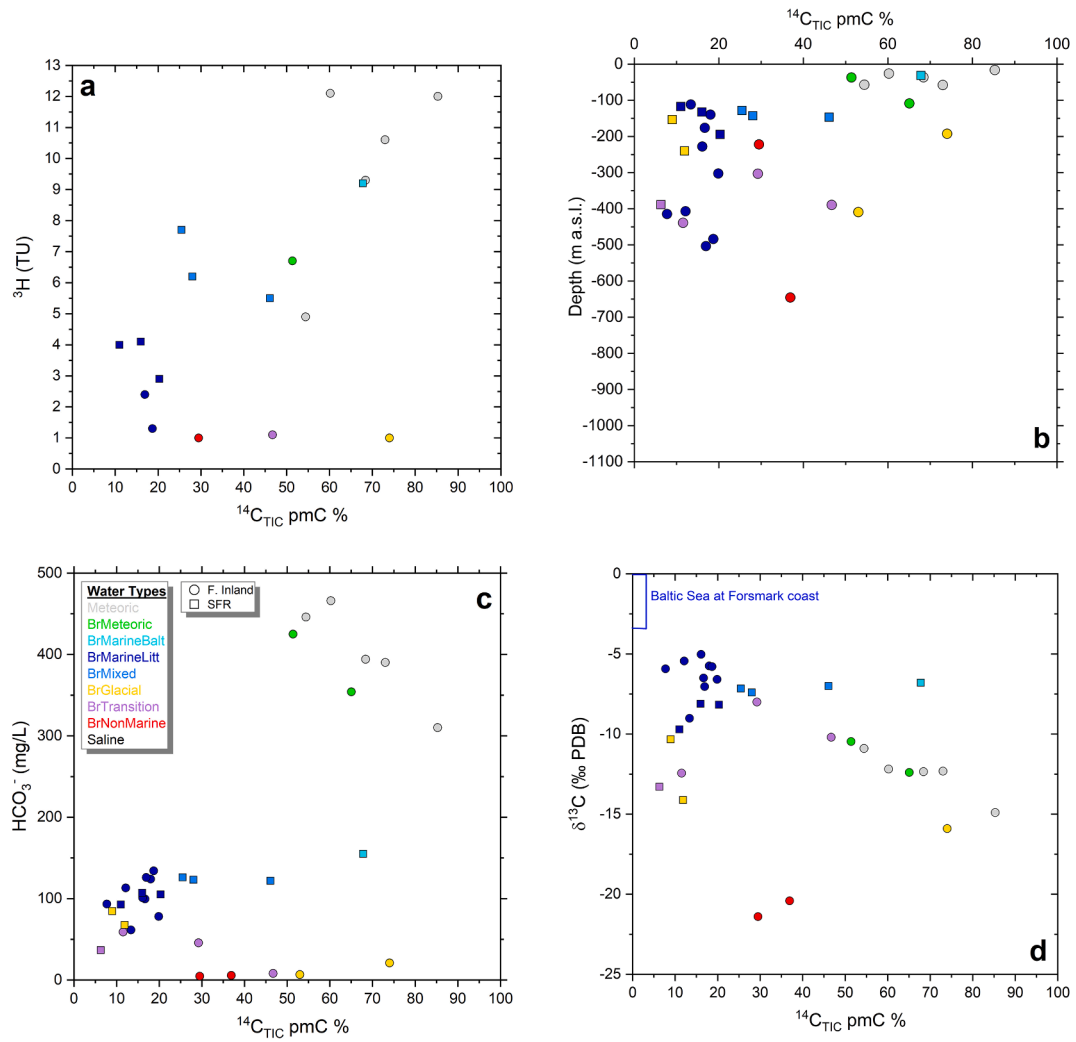 a
13
12
11
10
9
8
7
6
5
4
3
2
1
0
³H (TU)
0 10 20 30 40 50 60 70 80 90 100
¹⁴C_TIC pmC %
¹⁴C_TIC pmC %
0 20 40 60 80 100
0
-100
-200
-300
-400
-500
-600
-700
-800
-900
-1000
-1100
Depth (m a.s.l.)
b
500
400
300
200
100
0
HCO₃⁻ (mg/L)
Water Types
Meteoric
BrMeteoric
BrMarineBalt
BrMarineLitt
BrMixed
BrGlacial
BrTransition
BrNonMarine
Saline
F. Inland
SFR
c
0 10 20 30 40 50 60 70 80 90 100
¹⁴C_TIC pmC %
0
-5
-10
-15
-20
-25
δ¹³C (‰ PDB)
Baltic Sea at Forsmark coast
d
0 10 20 30 40 50 60 70 80 90 100
¹⁴C_TIC pmC %